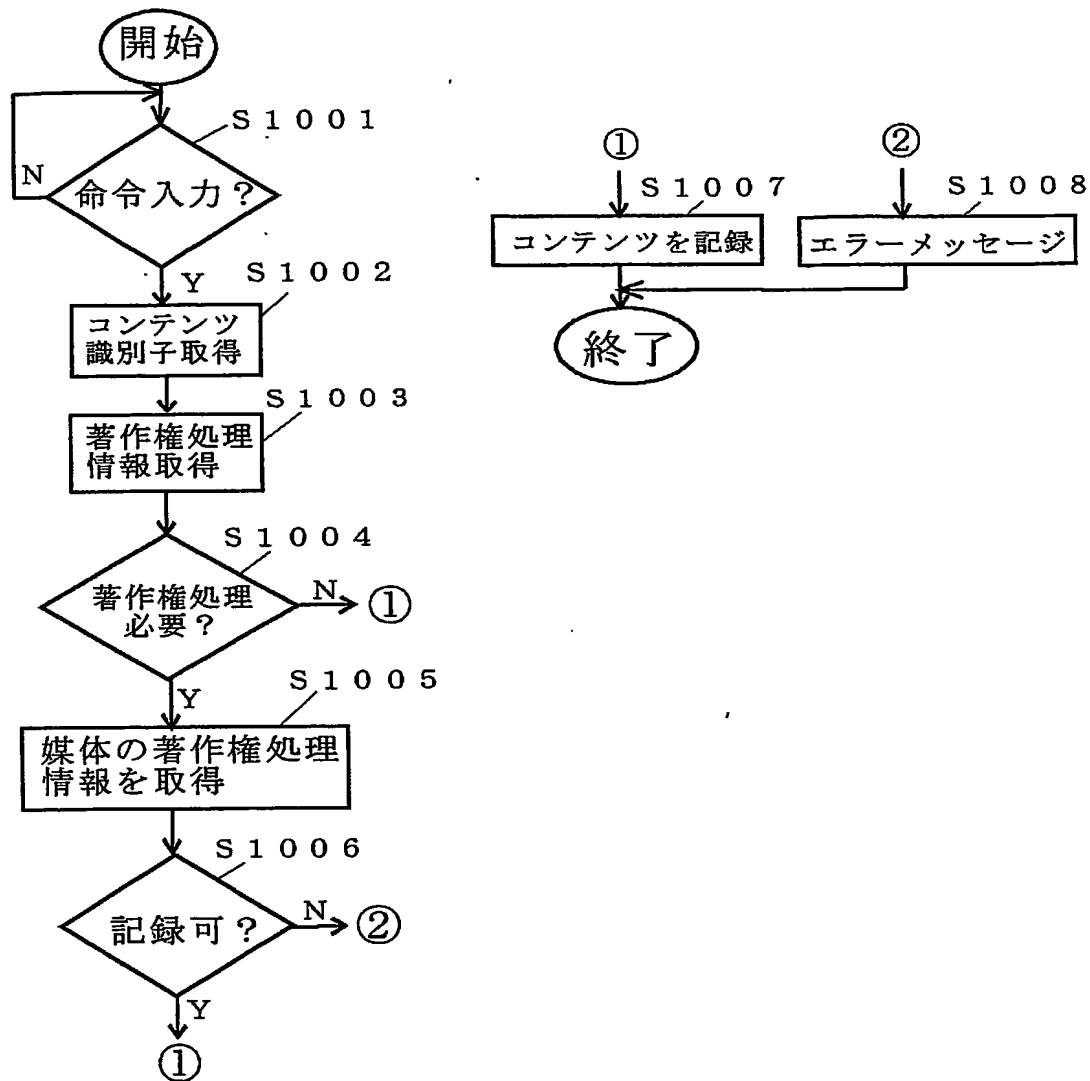 開始
S1001
N
命令入力?
Y
S1002
コンテンツ
識別子取得
S1003
著作権処理
情報取得
S1004
著作権処理
必要?
N
①
Y
S1005
媒体の著作権処理
情報を取得
S1006
記録可?
N
②
Y
①
①
S1007
コンテンツを記録
②
S1008
エラーメッセージ
終了